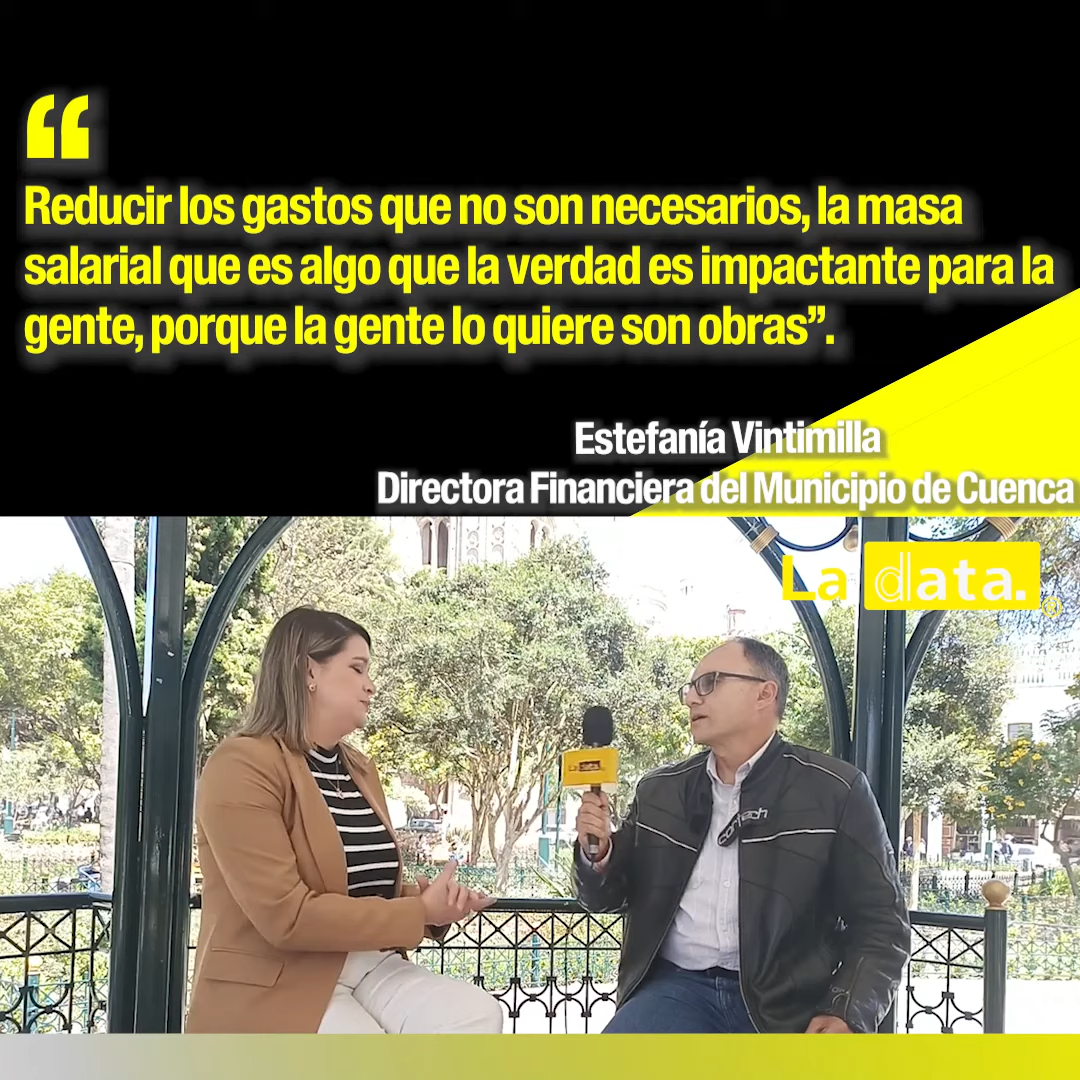 “
Reducir los gastos que no son necesarios, la masa
salarial que es algo que la verdad es impactante para la
gente, porque la gente lo quiere son obras”.
Estefanía Vintimilla
Directora Financiera del Municipio de Cuenca
La data.®
La data.